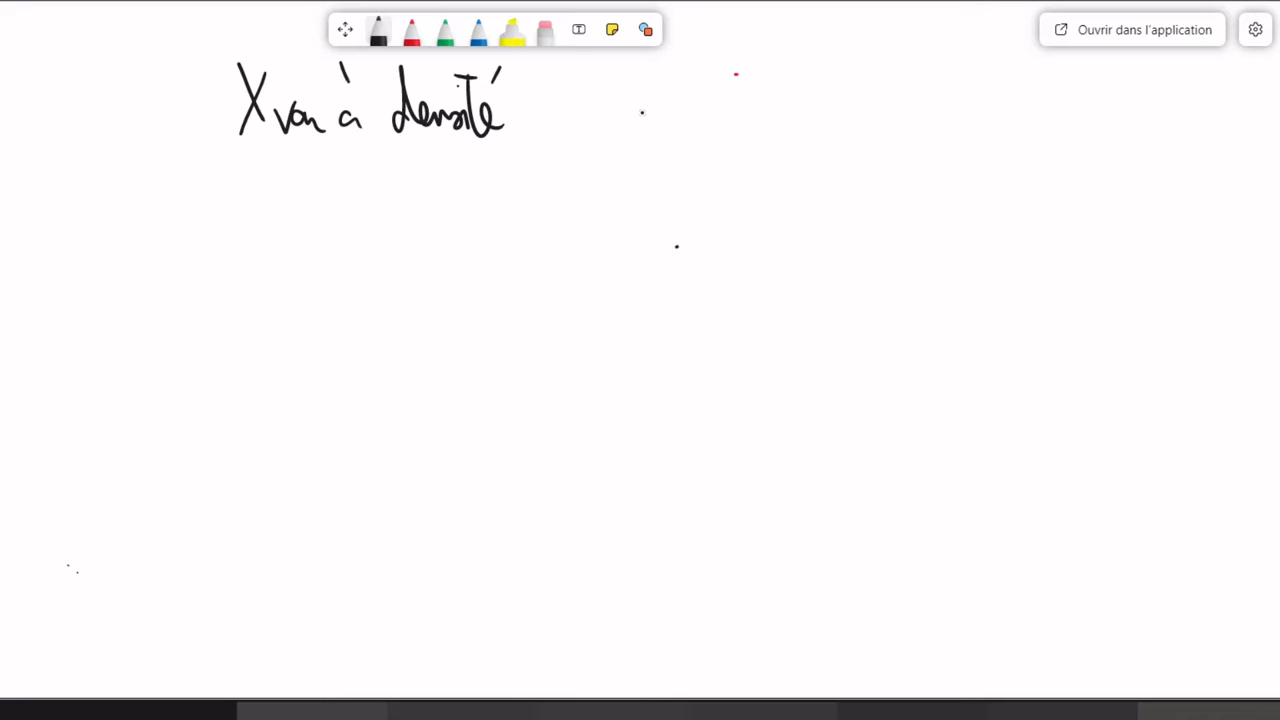 Ouvrir dans l'application
X var à densité